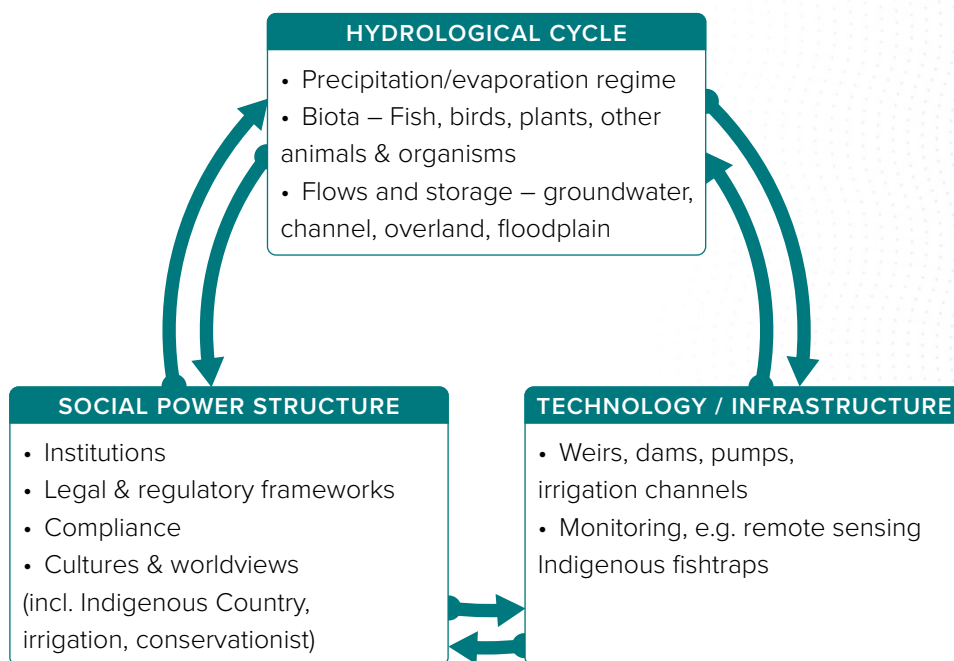 HYDROLOGICAL CYCLE
• Precipitation/evaporation regime
• Biota – Fish, birds, plants, other
animals & organisms
• Flows and storage – groundwater,
channel, overland, floodplain
SOCIAL POWER STRUCTURE
• Institutions
• Legal & regulatory frameworks
• Compliance
• Cultures & worldviews
(incl. Indigenous Country,
irrigation, conservationist)
TECHNOLOGY / INFRASTRUCTURE
• Weirs, dams, pumps,
irrigation channels
• Monitoring, e.g. remote sensing
Indigenous fishtraps